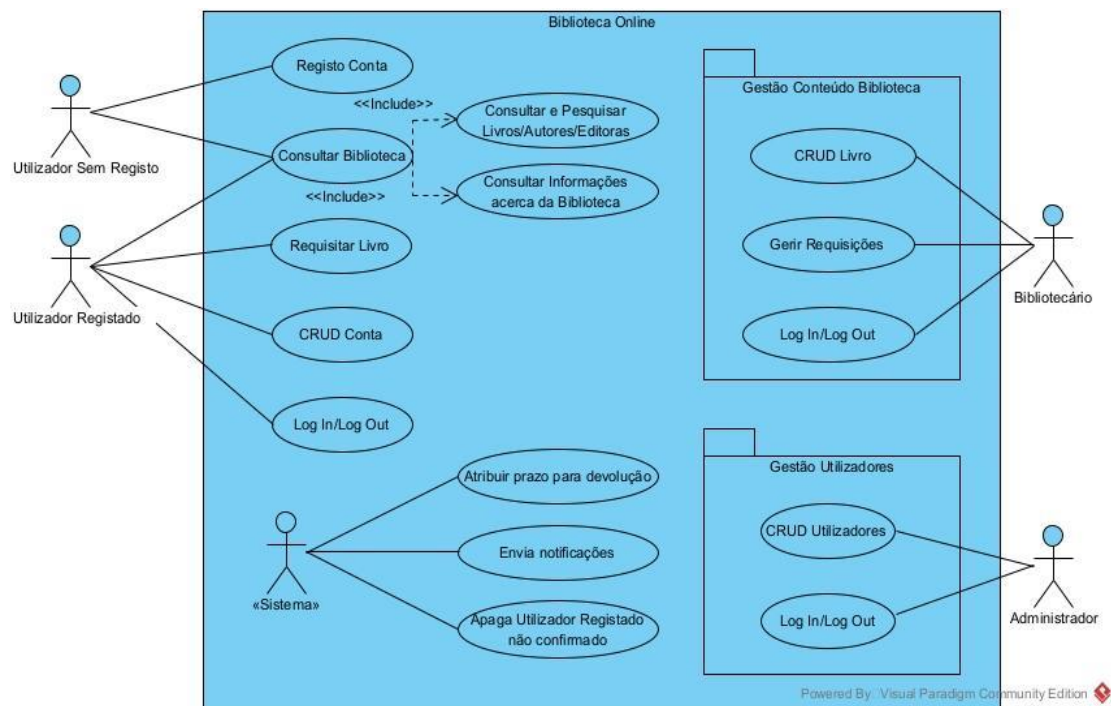 Biblioteca Online
Registo Conta
Utilizador Sem Registo
Consultar Biblioteca
<<Include>>
Consultar e Pesquisar
Livros/Autores/Editoras
<<Include>>
Consultar Informações
acerca da Biblioteca
Requisitar Livro
Utilizador Registado
CRUD Conta
Log In/Log Out
Gestão Conteúdo Biblioteca
CRUD Livro
Gerir Requisições
Bibliotecário
Log In/Log Out
Atribuir prazo para devolução
Envia notificações
«Sistema»
Apaga Utilizador Registado
não confirmado
Gestão Utilizadores
CRUD Utilizadores
Log In/Log Out
Administrador
Powered By Visual Paradigm Community Edition